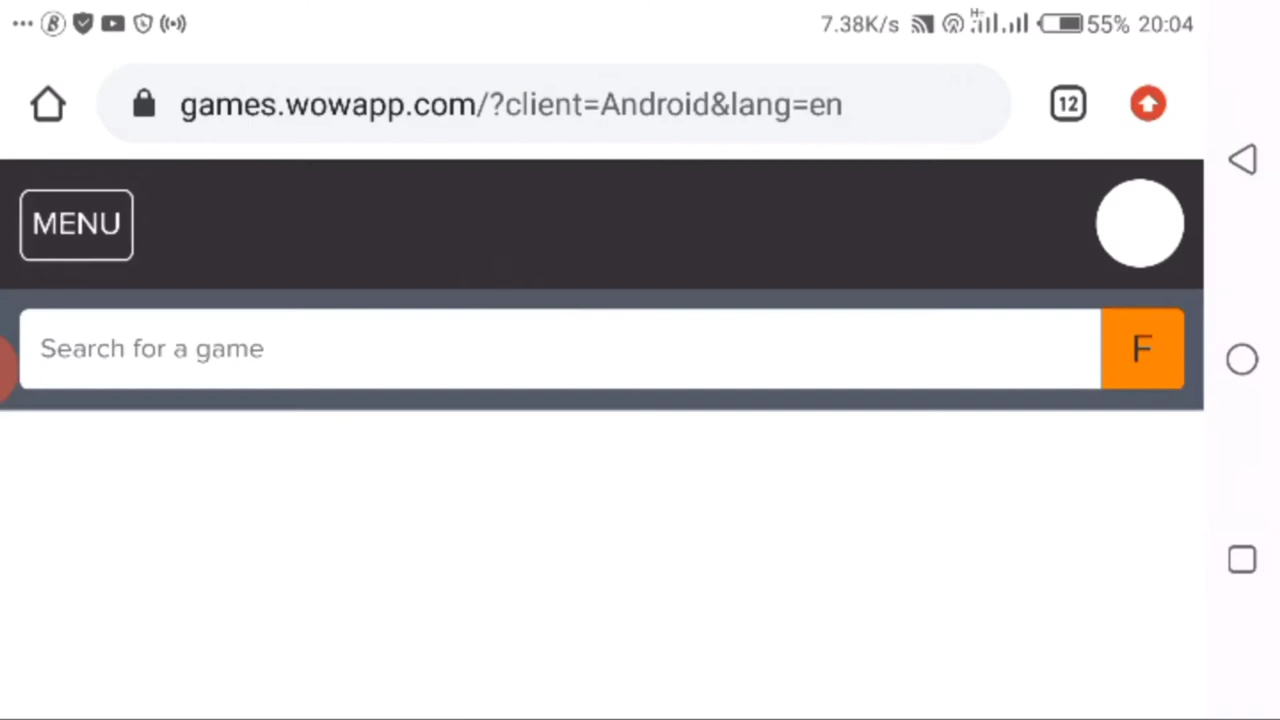 7.38K/s H+ 55% 20:04
games.wowapp.com/?client=Android&lang=en 12
MENU
Search for a game F